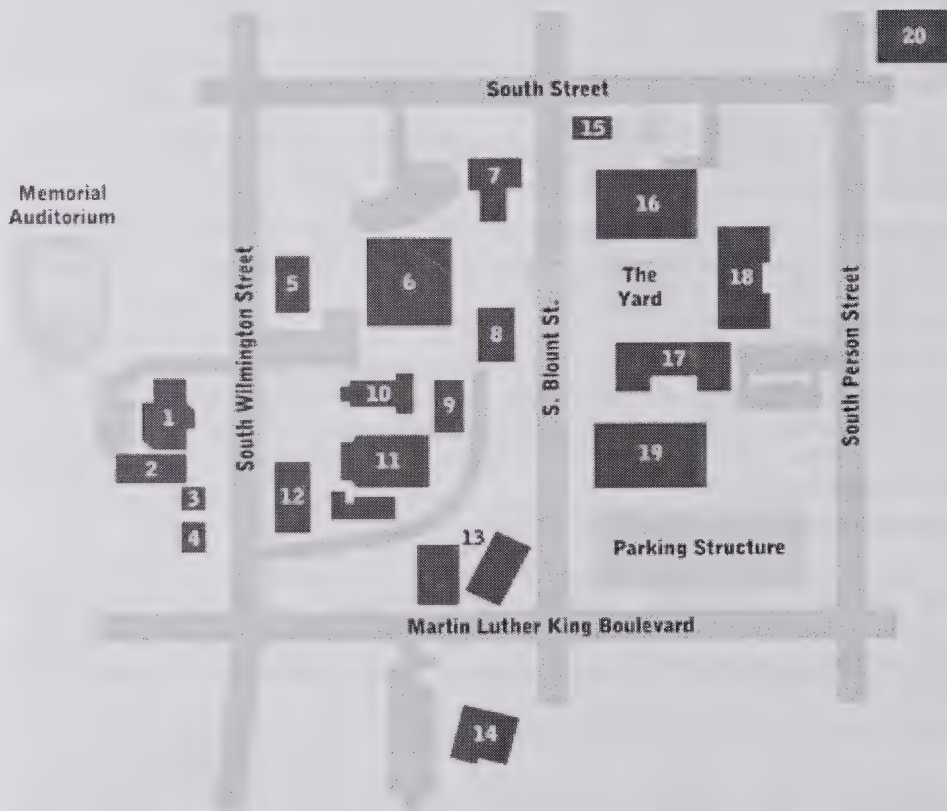 20
South Street
15
7
Memorial
Auditorium
16
South Wilmington Street
5
6
The
Yard
18
South Person Street
8
S. Blount St.
17
10
9
1
19
11
2
12
3
4
13
Parking Structure
Martin Luther King Boulevard
14